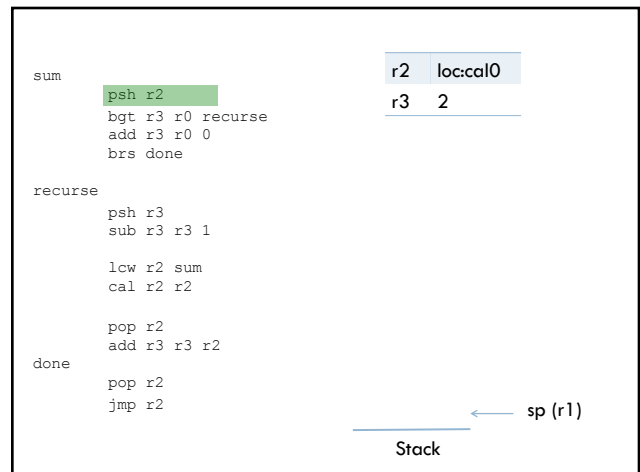 sum
psh r2
bgt r3 r0 recurse
add r3 r0 0
brs done
recurse
psh r3
sub r3 r3 1
lcw r2 sum
cal r2 r2
pop r2
add r3 r3 r2
done
pop r2
jmp r2
r2 loc:cal0
r3 2
sp (r1)
Stack